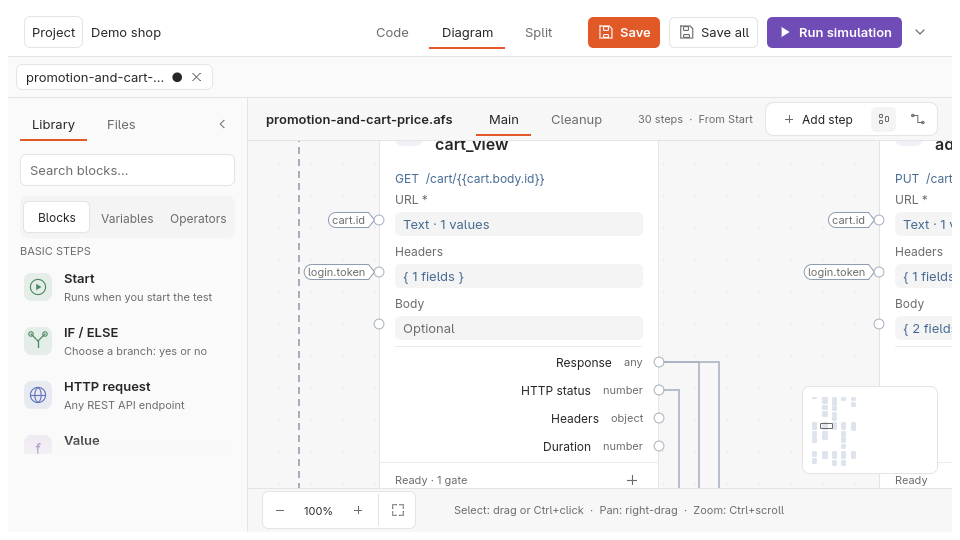 Project Demo shop Code Diagram Split Save Save all Run simulation
promotion-and-cart-...
Library Files
Search blocks...
Blocks Variables Operators
BASIC STEPS
Start
Runs when you start the test
IF / ELSE
Choose a branch: yes or no
HTTP request
Any REST API endpoint
f Value
promotion-and-cart-price.afs Main Cleanup 30 steps · From Start Add step
cart_view
GET /cart/{{cart.body.id}}
URL *
cart.id Text · 1 values
Headers
login.token { 1 fields }
Body
Optional
Response any
HTTP status number
Headers object
Duration number
Ready · 1 gate
PUT /cart
URL *
cart.id Text · 1
Headers
login.token { 1 fields
Body
{ 2 fields
Ready
100% Select: drag or Ctrl+click · Pan: right-drag · Zoom: Ctrl+scroll